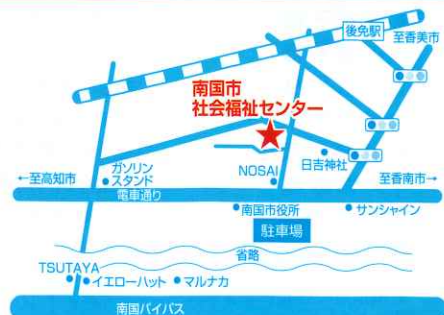 後免駅
至香美市
南国市
社会福祉センター
ガソリン
スタンド
NOSAI
日吉神社
←至高知市
至香南市→
電車通り
南国市役所
サンシャイン
駐車場
省略
TSUTAYA
イエローハット
マルナカ
南国バイパス